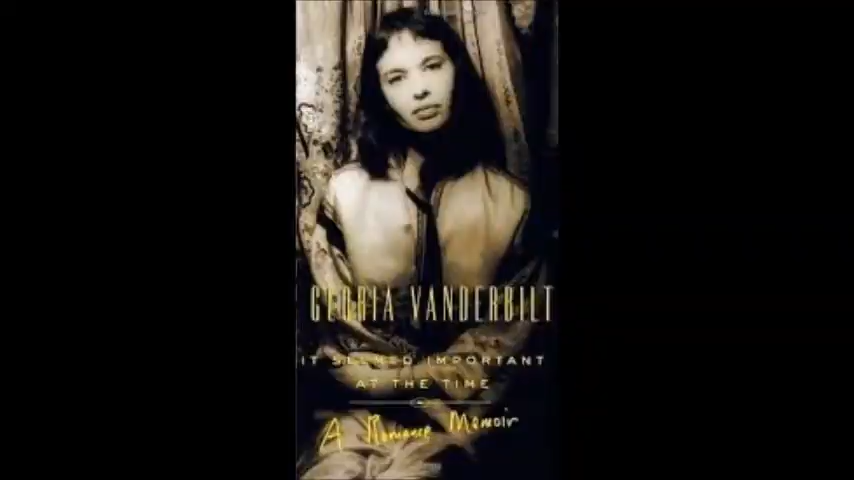 GLORIA VANDERBILT
IT SEEMED IMPORTANT
AT THE TIME
A Romance Memoir